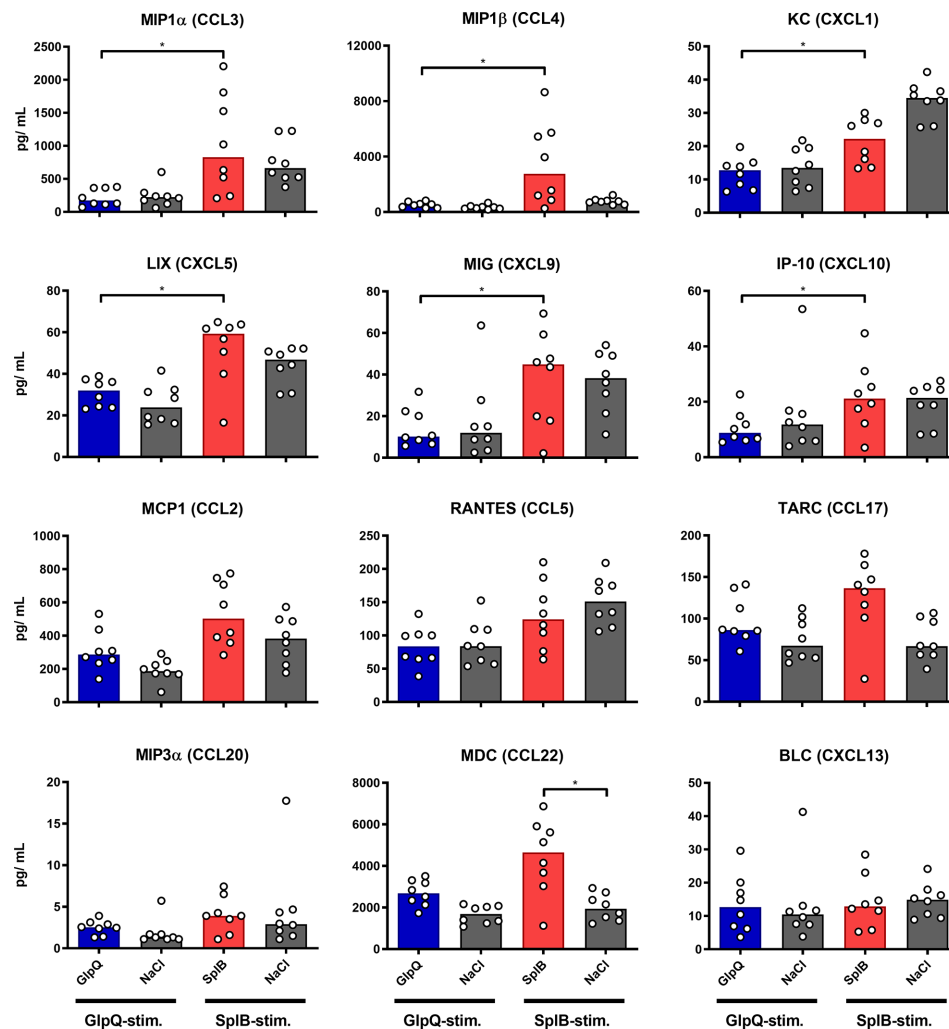 MIP1α (CCL3)
MIP1β (CCL4)
KC (CXCL1)
pg/ mL
2500
2000
1500
1000
500
0
*
12000
8000
4000
0
*
50
40
30
20
10
0
*
LIX (CXCL5)
MIG (CXCL9)
IP-10 (CXCL10)
pg/ mL
80
60
40
20
0
*
80
60
40
20
0
*
60
40
20
0
*
MCP1 (CCL2)
RANTES (CCL5)
TARC (CCL17)
pg/ mL
1000
800
600
400
200
0
250
200
150
100
50
0
200
150
100
50
0
MIP3α (CCL20)
MDC (CCL22)
BLC (CXCL13)
pg/ mL
20
15
10
5
0
8000
6000
4000
2000
0
*
50
40
30
20
10
0
GlpQ
NaCl
SplB
NaCl
GlpQ
NaCl
SplB
NaCl
GlpQ
NaCl
SplB
NaCl
GlpQ-stim.
SplB-stim.
GlpQ-stim.
SplB-stim.
GlpQ-stim.
SplB-stim.